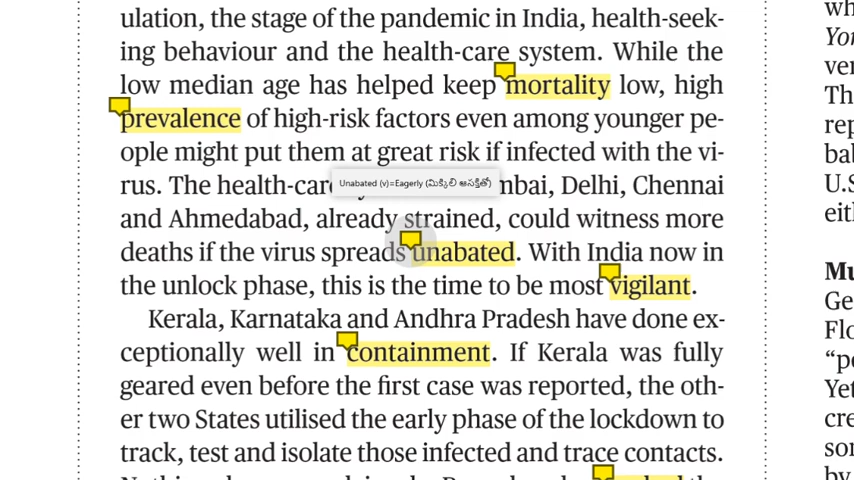 ulation, the stage of the pandemic in India, health-seek-
ing behaviour and the health-care system. While the
low median age has helped keep mortality low, high
prevalence of high-risk factors even among younger pe-
ople might put them at great risk if infected with the vi-
rus. The health-care mbai, Delhi, Chennai
Unabated (v)=Eagerly (మిక్కిలి ఆసక్తితో)
and Ahmedabad, already strained, could witness more
deaths if the virus spreads unabated. With India now in
the unlock phase, this is the time to be most vigilant.
Kerala, Karnataka and Andhra Pradesh have done ex-
ceptionally well in containment. If Kerala was fully
geared even before the first case was reported, the oth-
er two States utilised the early phase of the lockdown to
track, test and isolate those infected and trace contacts.
You
ver
Th
rep
bab
U.S
eit
Mu
Ge
Flo
"pe
Yet
cre
son
by